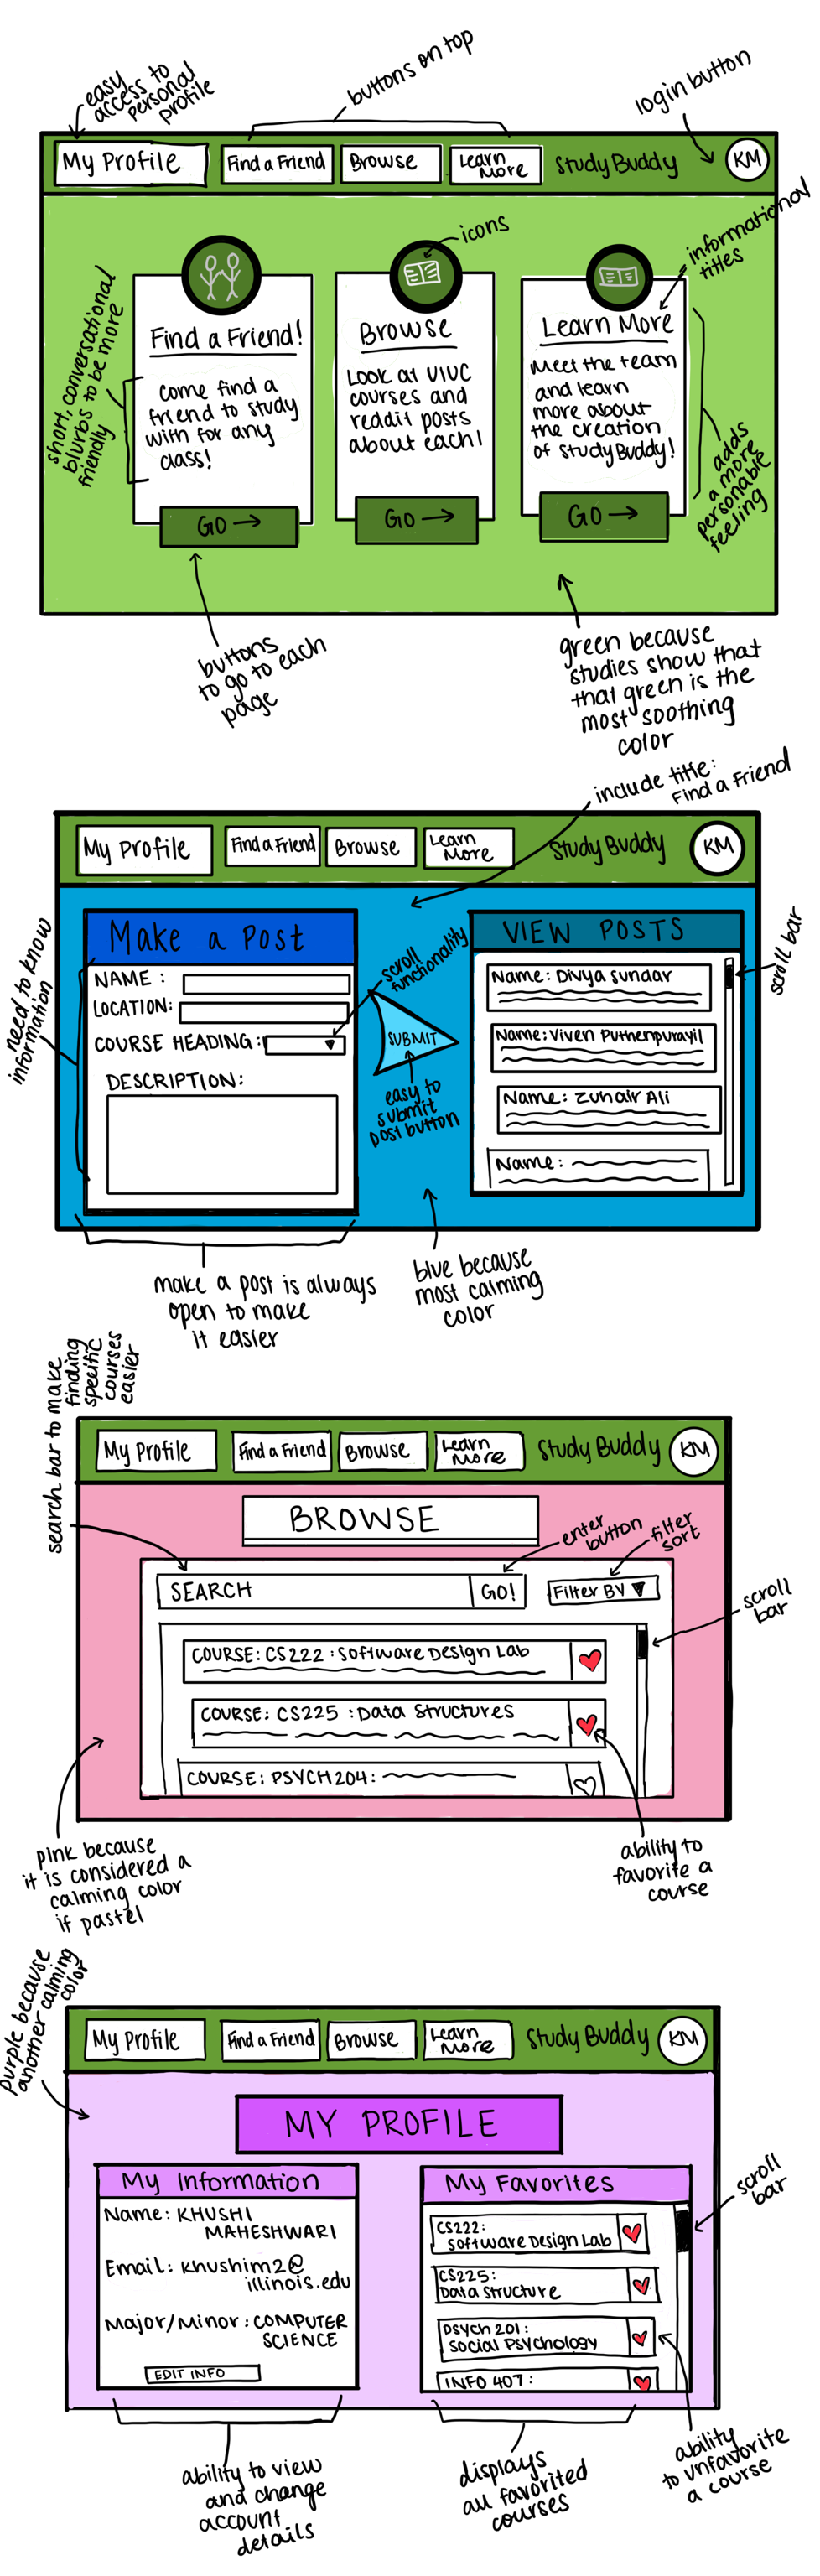 easy
access to
personal
profile
buttons on top
login button
My Profile
Find a Friend
Browse
Learn
More
Study Buddy
KM
icons
informational
titles
short, conversational
blurbs to be more
friendly
Find a Friend!
come find a
friend to study
with for any
class!
GO →
Browse
Look at UIUC
courses and
reddit posts
about each!
GO →
Learn More
Meet the team
and learn
more about
the creation
of StudyBuddy!
GO →
adds
a more
personable
feeling
buttons
to go to each
page
green because
studies show that
that green is the
most soothing
color
include title:
Find a Friend
My Profile
Find a Friend
Browse
Learn
More
Study Buddy
KM
need to know
information
Make a Post
NAME:
LOCATION:
COURSE HEADING:
DESCRIPTION:
scroll
functionality
SUBMIT
easy to
submit
post button
VIEW POSTS
Name: Divya Sundar
Name: Viven Puthenpurayil
Name: Zunair Ali
Name:
scroll bar
make a post is always
open to make
it easier
blue because
most calming
color
search bar to make
finding
specific
courses
easier
My Profile
Find a Friend
Browse
Learn
More
Study Buddy
KM
BROWSE
enter
button
filter
sort
SEARCH
GO!
Filter BY ▼
scroll
bar
COURSE: CS222: Software Design Lab
COURSE: CS225: Data Structures
COURSE: PSYCH204:
pink because
it is considered a
calming color
if pastel
ability to
favorite a
course
purple because
another calming
color
My Profile
Find a Friend
Browse
Learn
More
Study Buddy
KM
MY PROFILE
My Information
Name: KHUSHI
MAHESHWARI
Email: khushim2@
illinois.edu
Major/Minor: COMPUTER
SCIENCE
EDIT INFO
My Favorites
CS222:
Software Design Lab
CS225:
Data Structure
Psych 201:
Social Psychology
INFO 407:
scroll
bar
ability to view
and change
account
details
displays
all favorited
courses
ability
to unfavorite
a course